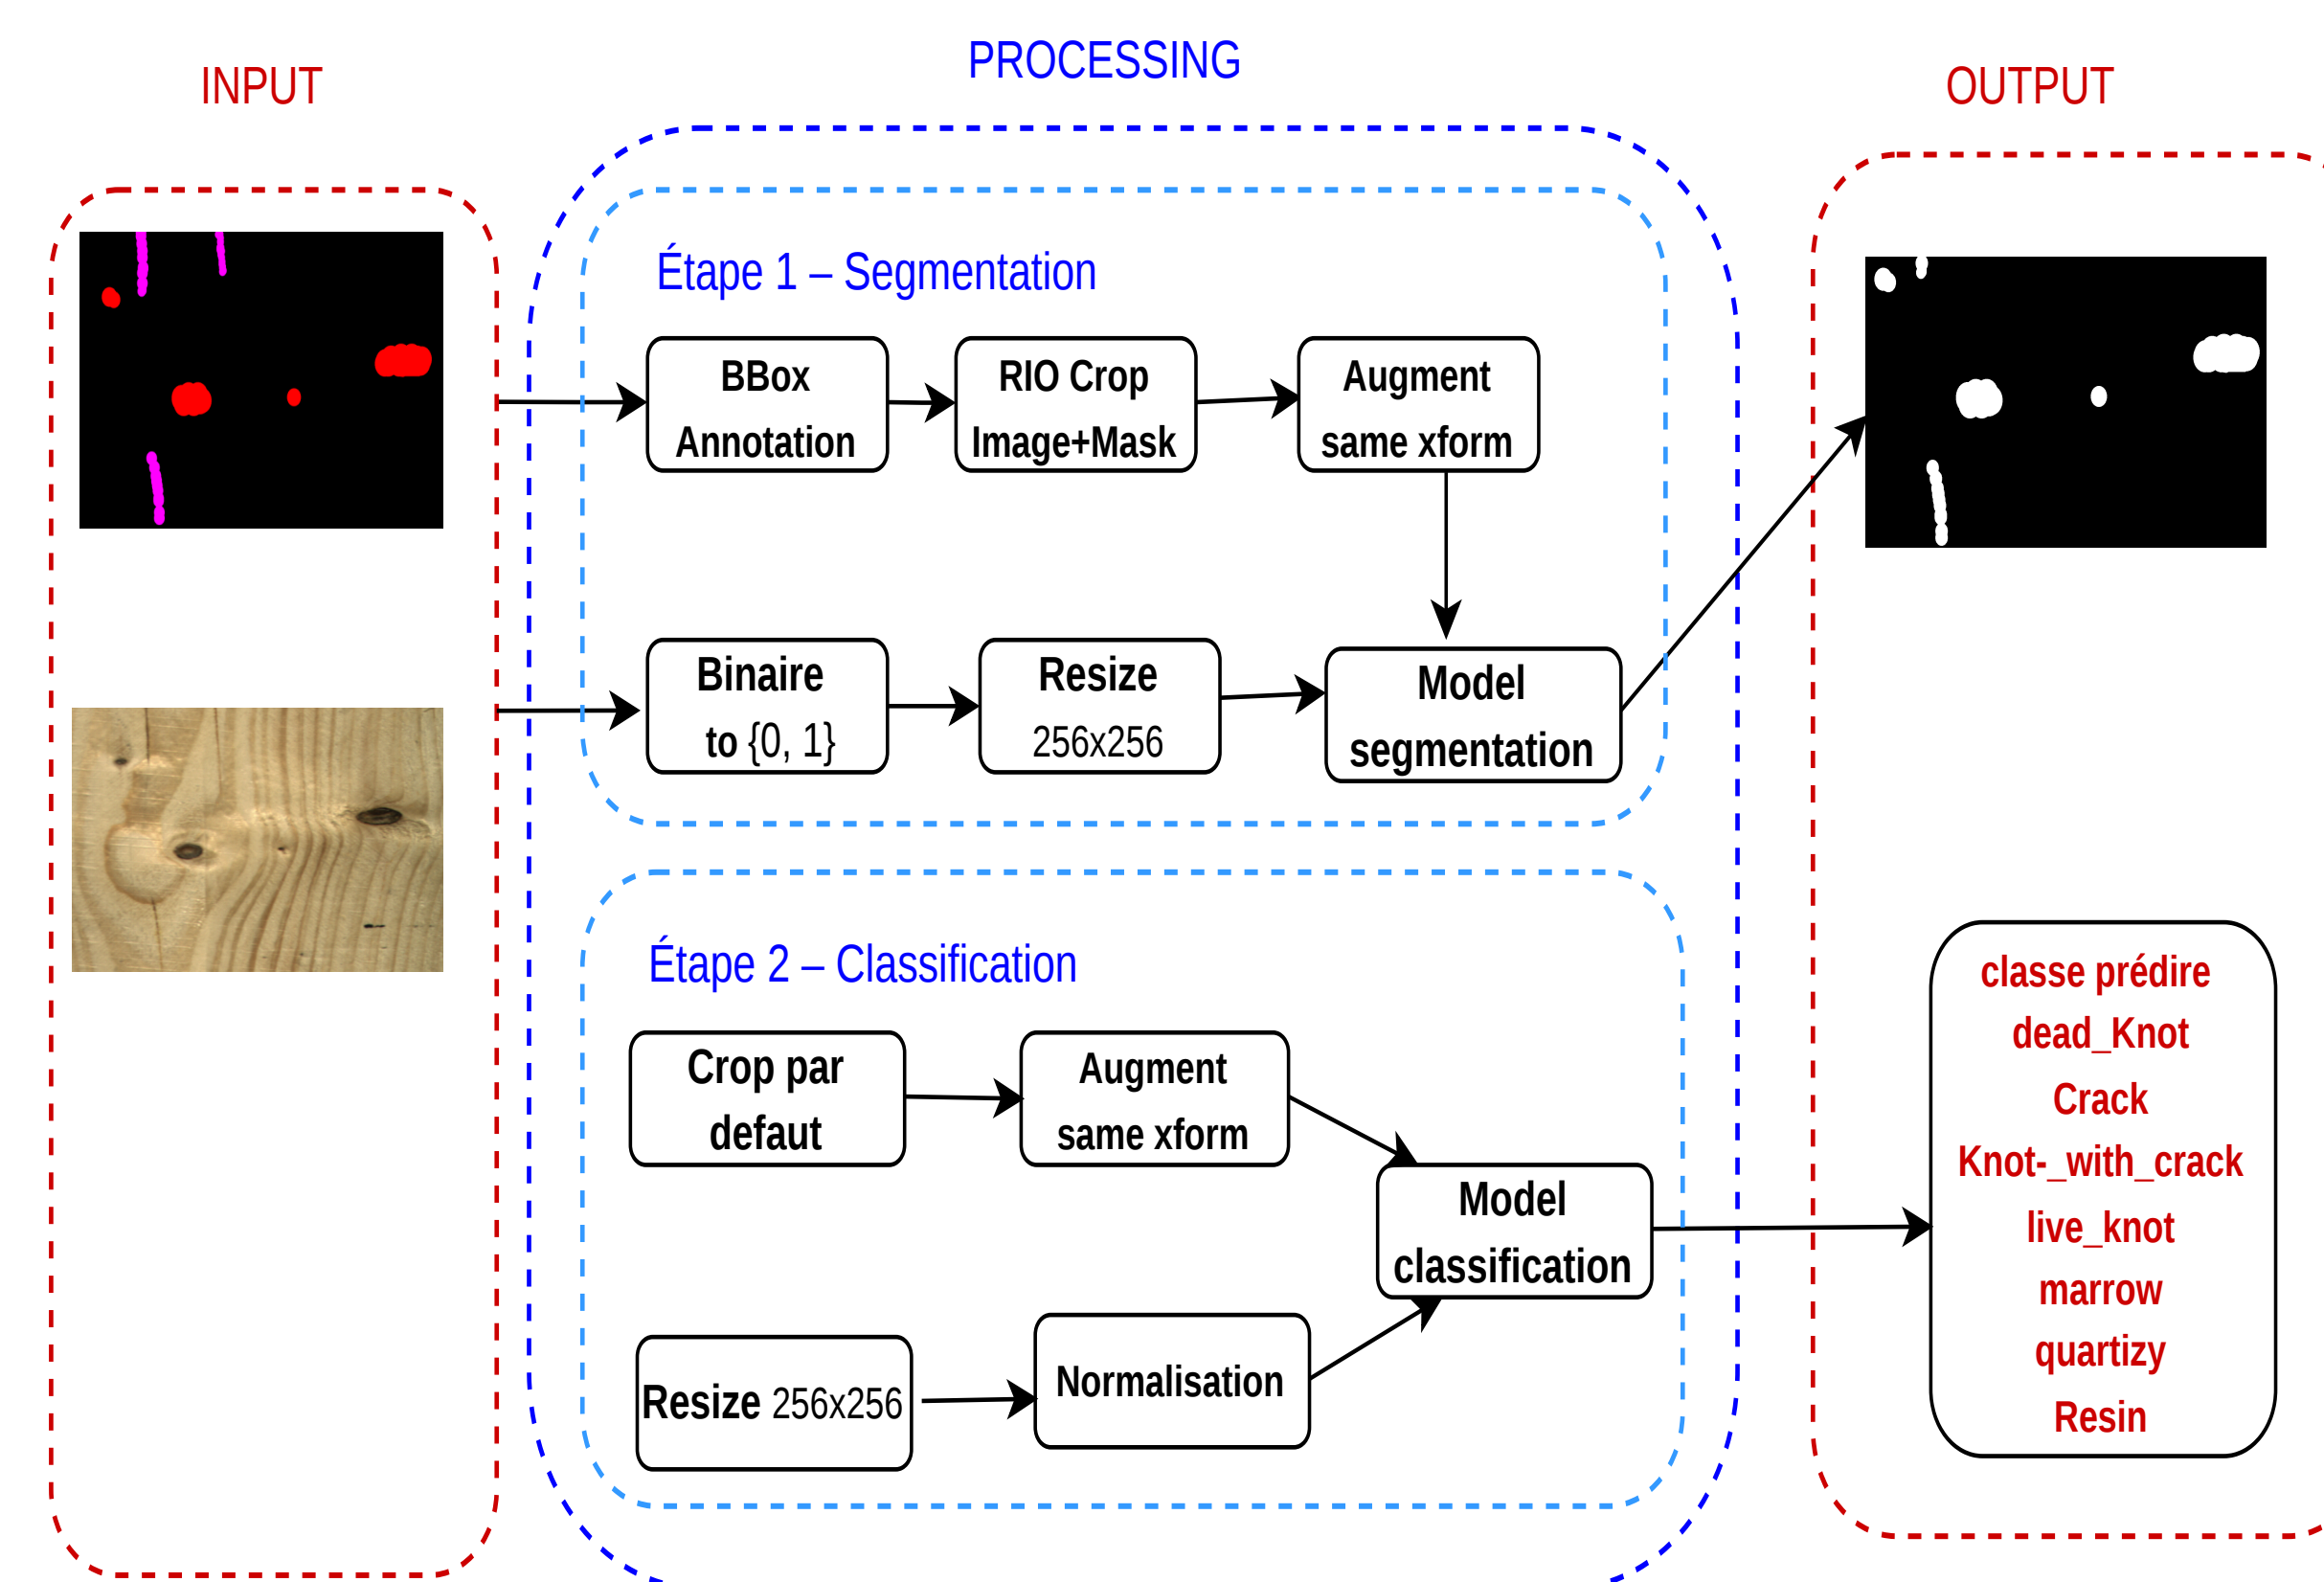 PROCESSING
INPUT
OUTPUT
Étape 1 – Segmentation
BBox
Annotation
RIO Crop
Image+Mask
Augment
same xform
Binaire
to {0, 1}
Resize
256x256
Model
segmentation
Étape 2 – Classification
Crop par
defaut
Augment
same xform
Model
classification
Resize 256x256
Normalisation
classe prédire
dead_Knot
Crack
Knot-_with_crack
live_knot
marrow
quartizy
Resin